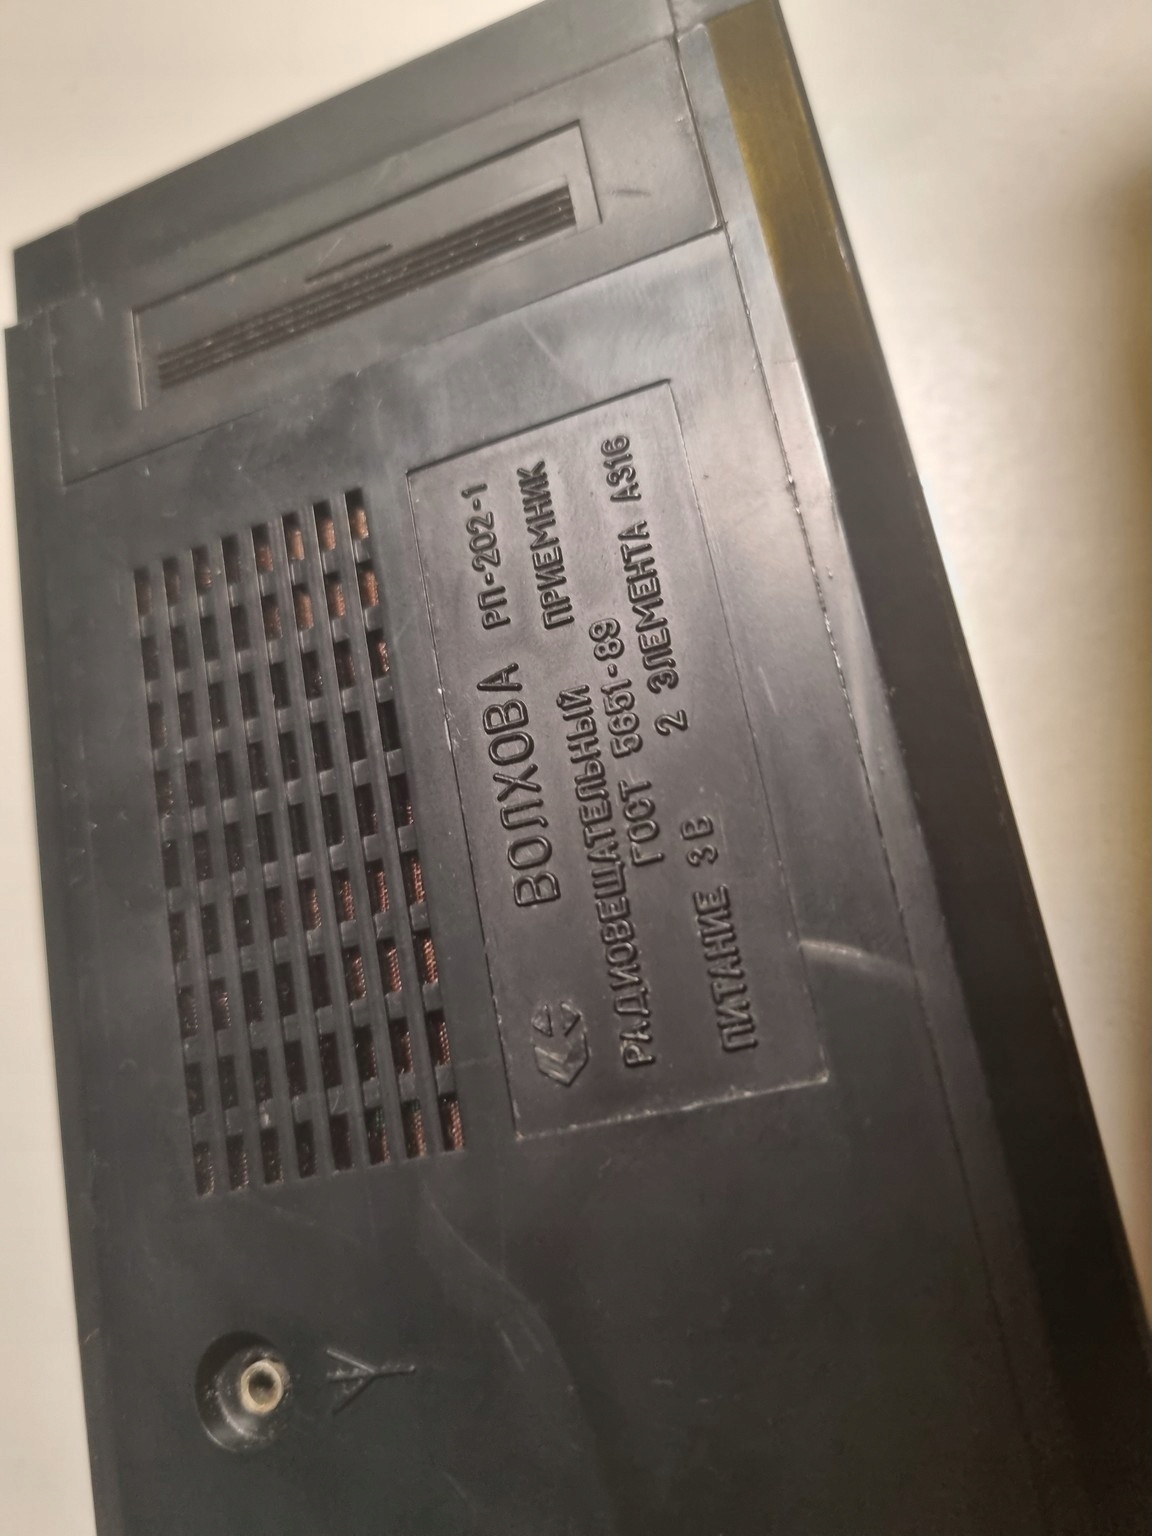 ВОЛХОВА РП-202-1
РАДИОВЕЩАТЕЛЬНЫЙ ПРИЕМНИК
ГОСТ 5651-89
ПИТАНИЕ 3 В 2 ЭЛЕМЕНТА А316